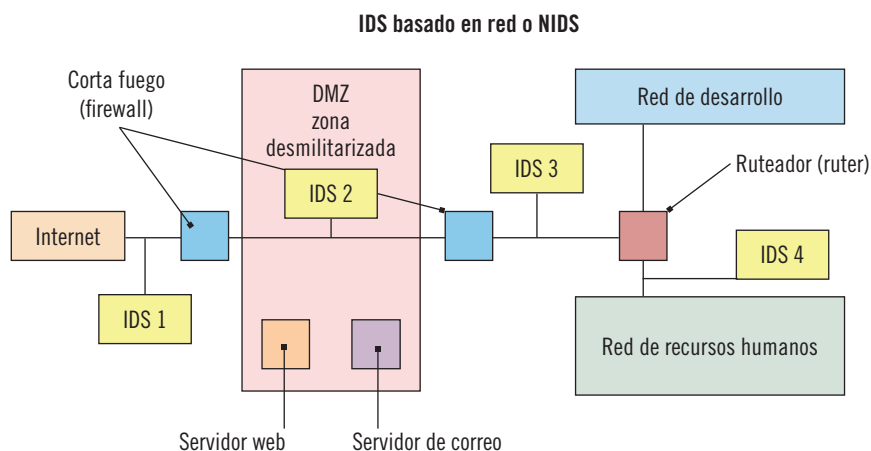 IDS basado en red o NIDS
Corta fuego
(firewall)
DMZ
zona
desmilitarizada
Red de desarrollo
IDS 3
Ruteador (ruter)
IDS 2
Internet
IDS 4
IDS 1
Red de recursos humanos
Servidor web
Servidor de correo